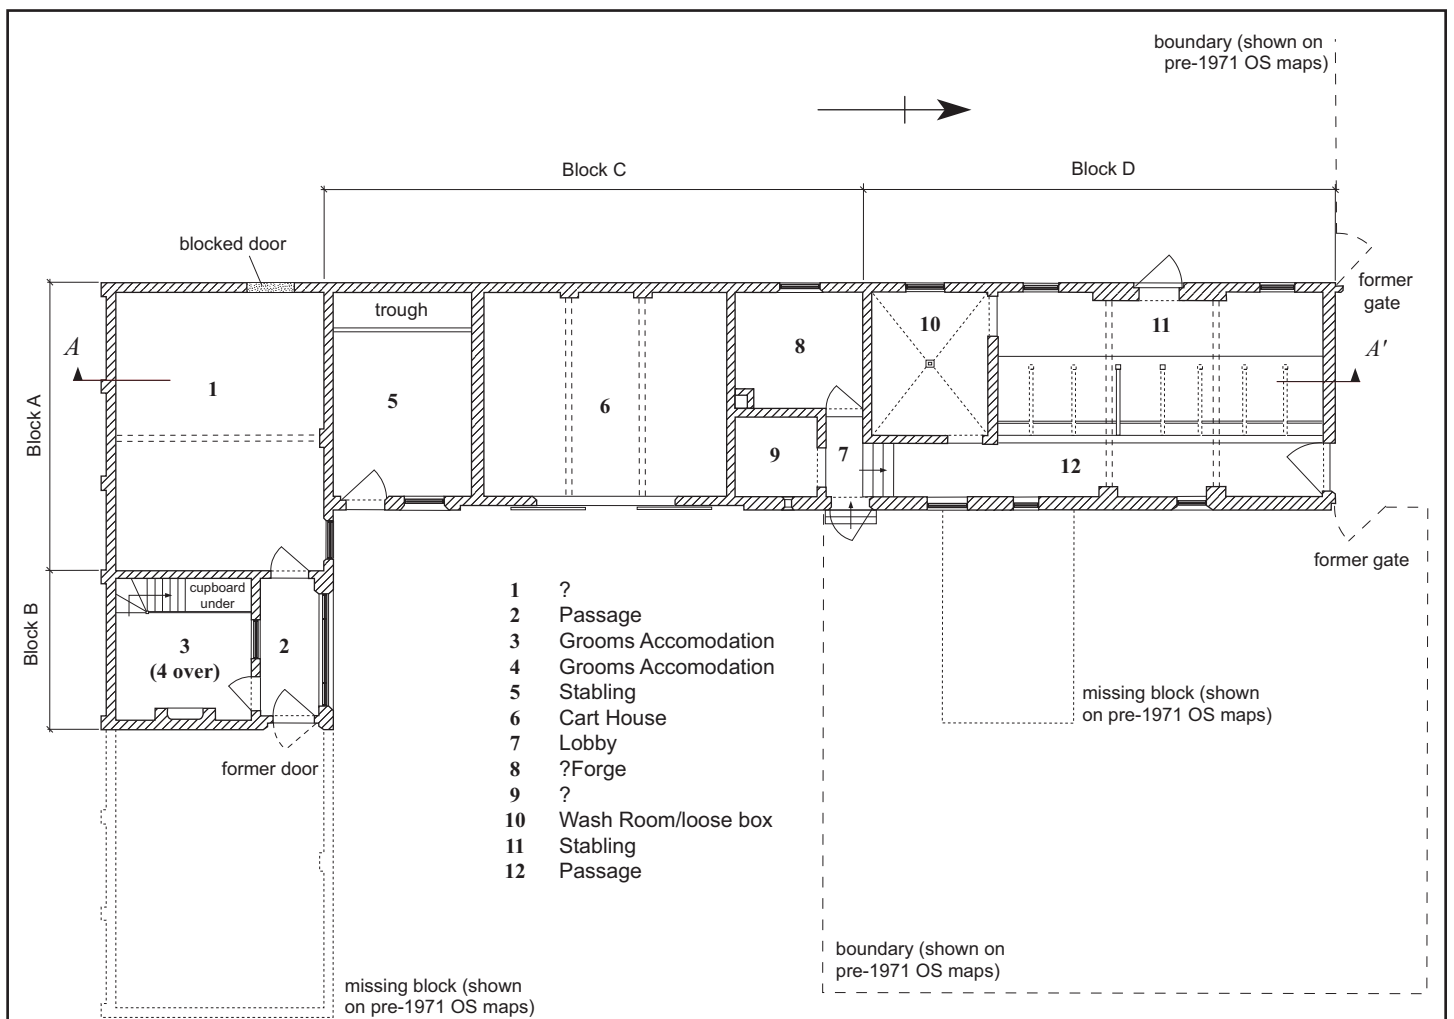 boundary (shown on
pre-1971 OS maps)
Block C
Block D
blocked door
former
gate
trough
10
11
A
A'
8
1
5
6
Block A
9
7
12
former gate
cupboard
under
1 ?
2 Passage
3 Grooms Accomodation
4 Grooms Accomodation
5 Stabling
6 Cart House
7 Lobby
8 ?Forge
9 ?
10 Wash Room/loose box
11 Stabling
12 Passage
Block B
3
(4 over)
2
missing block (shown
on pre-1971 OS maps)
former door
boundary (shown on
pre-1971 OS maps)
missing block (shown
on pre-1971 OS maps)